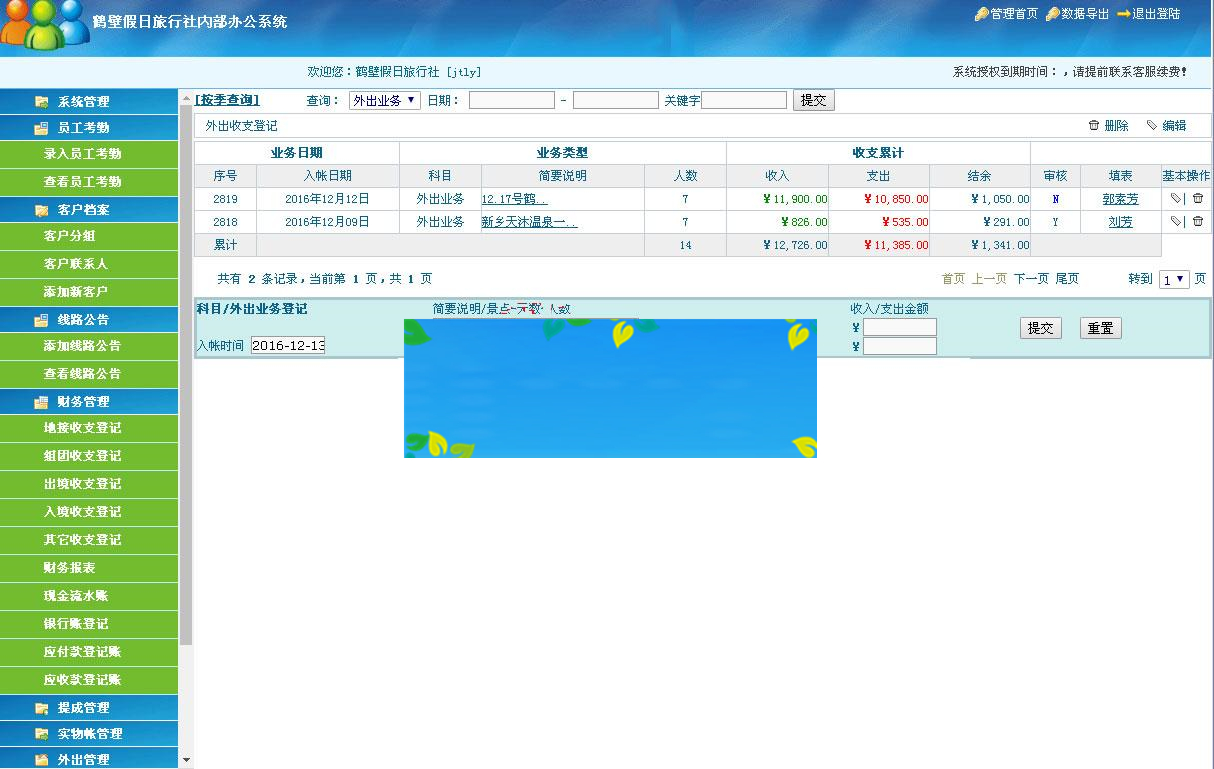 鹤壁假日旅行社内部办公系统
管理首页 数据导出 退出登陆
欢迎您：鹤壁假日旅行社 [jtly]
系统授权到期时间：，请提前联系客服续费!
系统管理
员工考勤
录入员工考勤
查看员工考勤
客户档案
客户分组
客户联系人
添加新客户
线路公告
添加线路公告
查看线路公告
财务管理
地接收支登记
组团收支登记
出境收支登记
入境收支登记
其它收支登记
财务报表
现金流水账
银行账登记
应付款登记账
应收款登记账
提成管理
实物帐管理
外出管理
[按季查询] 查询： 外出业务 日期： - 关键字 提交
外出收支登记 删除 编辑
业务日期 业务类型 收支累计
序号 入帐日期 科目 简要说明 人数 收入 支出 结余 审核 填表 基本操作
2819 2016年12月12日 外出业务 12.17号鹤... 7 ¥11,900.00 ¥10,850.00 ¥1,050.00 N 郭素芳 |
2818 2016年12月09日 外出业务 新乡天沐温泉一... 7 ¥826.00 ¥535.00 ¥291.00 Y 刘芳 |
累计 14 ¥12,726.00 ¥11,385.00 ¥1,341.00
共有 2 条记录，当前第 1 页，共 1 页
首页 上一页 下一页 尾页 转到 1 页
科目/外出业务登记 简要说明/景点-天数·人数 收入/支出金额
¥
入帐时间 2016-12-13 ¥
提交 重置